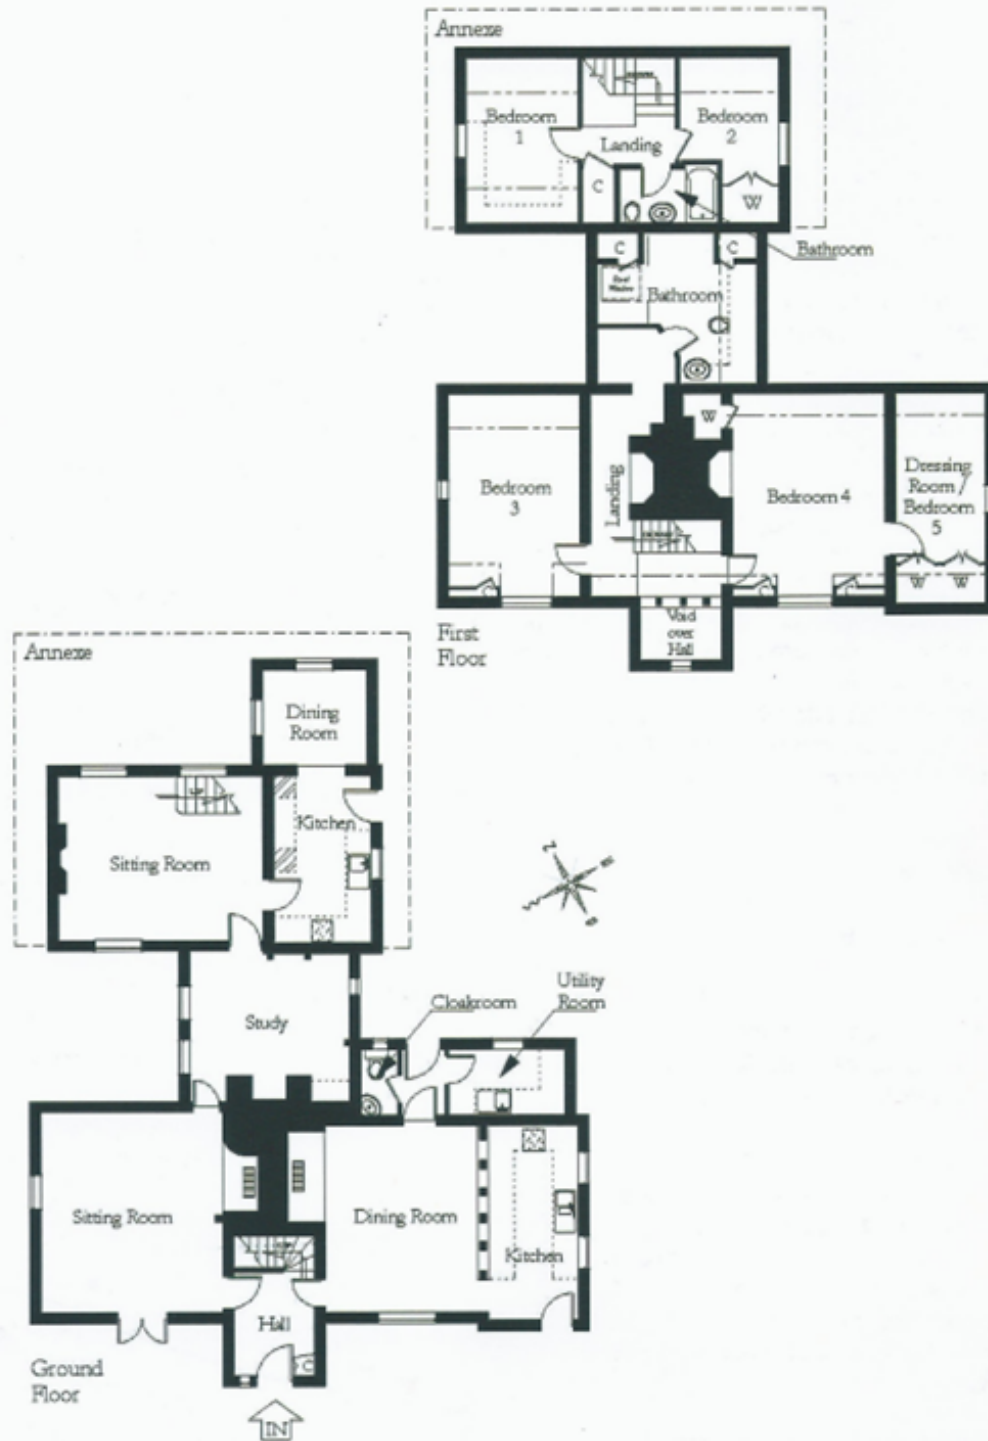 Annexe
Bedroom
1
Bedroom
2
Landing
C
W
Bathroom
C
C
Bathroom
W
Bedroom
3
Landing
Bedroom 4
Dressing
Room /
Bedroom
5
C
C
C
W
W
Void
over
Hall
First
Floor
Annexe
Dining
Room
Kitchen
Sitting Room
Study
Cloakroom
Utility
Room
Sitting Room
Dining Room
Kitchen
Hall
C
Ground
Floor
IN